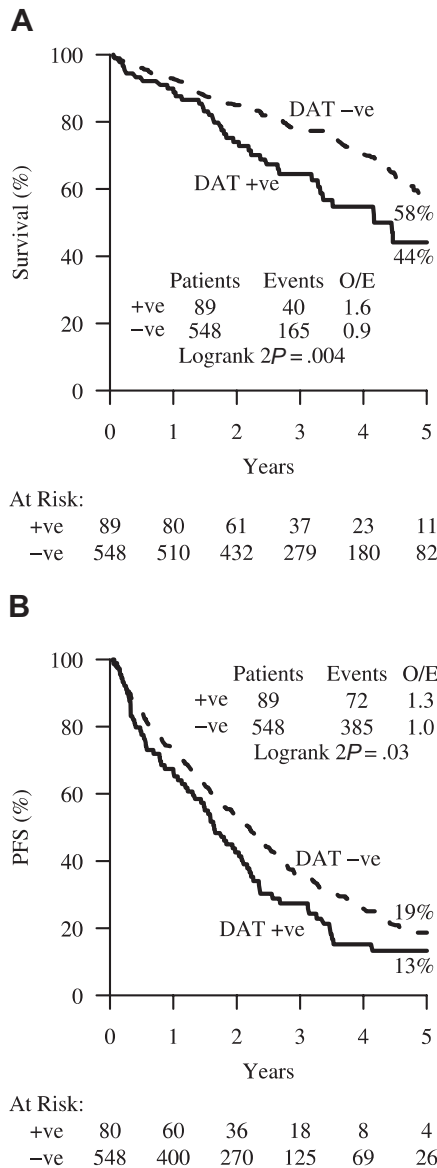 A
100
80
60
40
20
0
Survival (%)
DAT −ve
DAT +ve
58%
44%
Patients Events O/E
+ve 89 40 1.6
−ve 548 165 0.9
Logrank 2P = .004
0 1 2 3 4 5
Years
At Risk:
+ve 89 80 61 37 23 11
−ve 548 510 432 279 180 82
B
100
80
60
40
20
0
PFS (%)
Patients Events O/E
+ve 89 72 1.3
−ve 548 385 1.0
Logrank 2P = .03
DAT −ve
DAT +ve
19%
13%
0 1 2 3 4 5
Years
At Risk:
+ve 80 60 36 18 8 4
−ve 548 400 270 125 69 26